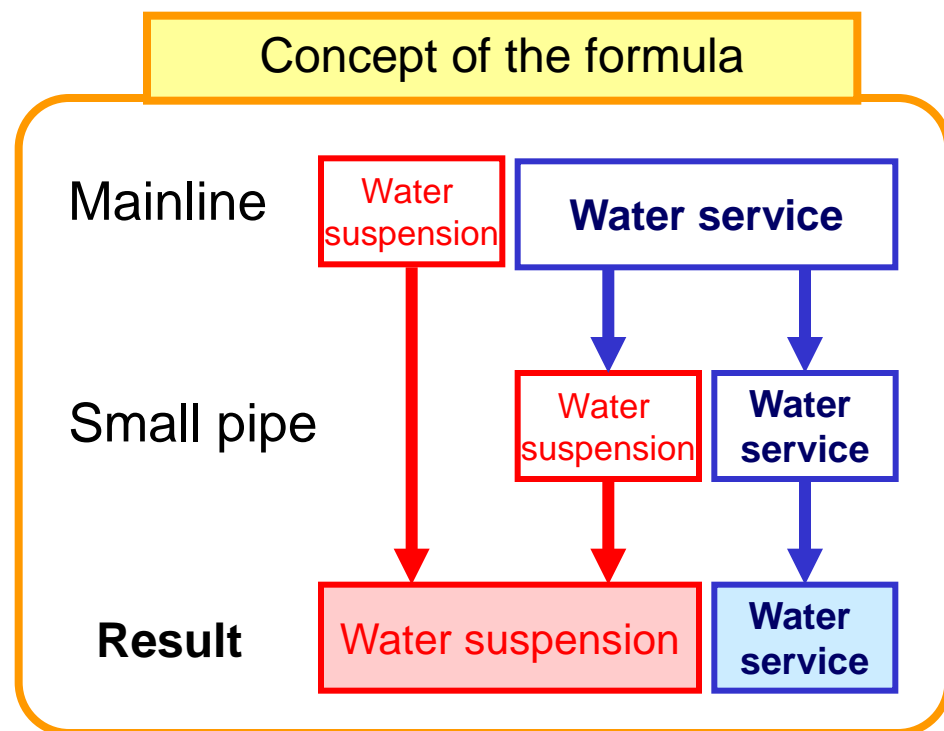 Concept of the formula
Mainline
Water
suspension
Water service
Small pipe
Water
suspension
Water
service
Result
Water suspension
Water
service